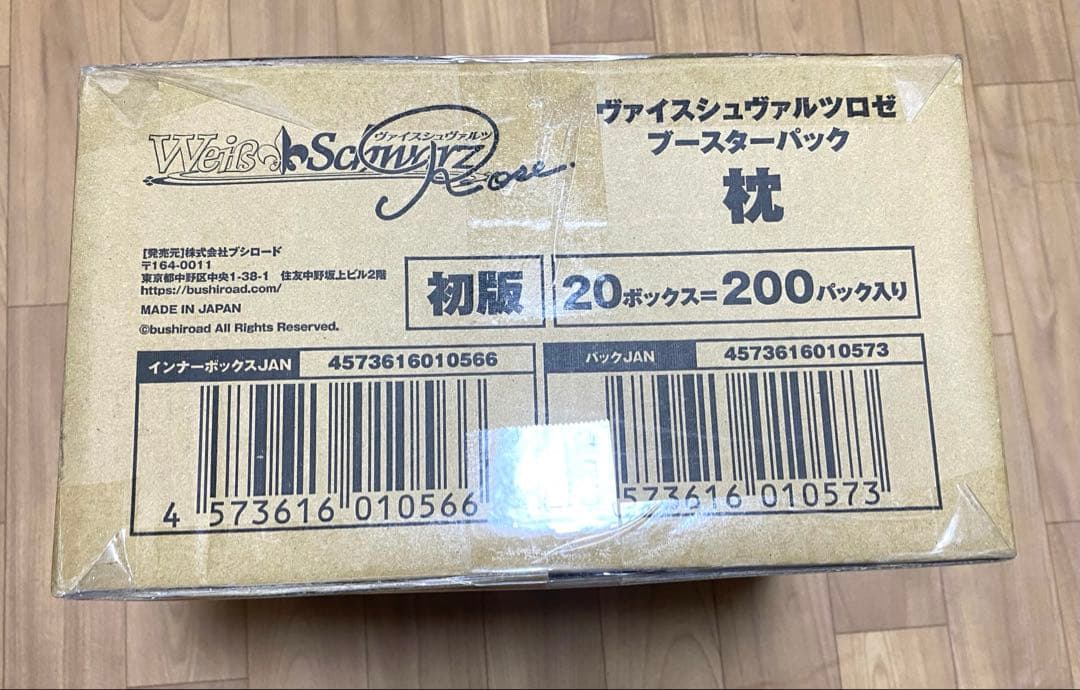 Weiß Schwarz
ヴァイスシュヴァルツ
Rose
ヴァイスシュヴァルツロゼ
ブースターパック
枕
[発売元]株式会社ブシロード
〒164-0011
東京都中野区中央1-38-1 住友中野坂上ビル2階
https://bushiroad.com/
MADE IN JAPAN
©bushiroad All Rights Reserved.
初版
20ボックス=200パック入り
インナーボックスJAN 4573616010566
パックJAN 4573616010573
4 573616 010566
573616 010573